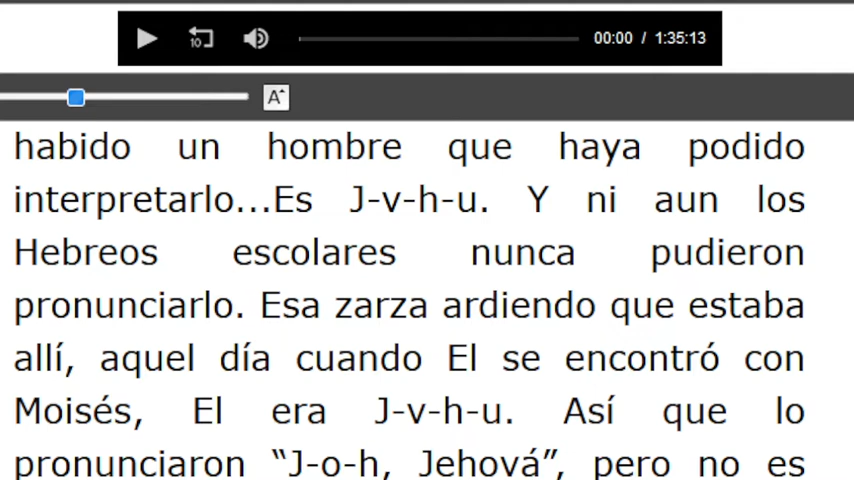 10 00:00 / 1:35:13
A
habido un hombre que haya podido
interpretarlo...Es J-v-h-u. Y ni aun los
Hebreos escolares nunca pudieron
pronunciarlo. Esa zarza ardiendo que estaba
allí, aquel día cuando El se encontró con
Moisés, El era J-v-h-u. Así que lo
pronunciaron “J-o-h, Jehová”, pero no es